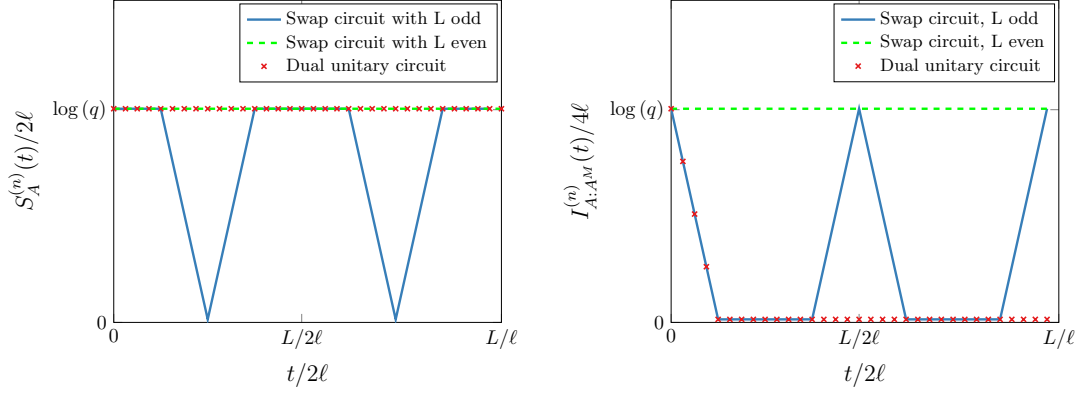 Swap circuit with L odd
Swap circuit with L even
Dual unitary circuit
log (q)
0
S_A^{(n)}(t)/2ℓ
0
L/2ℓ
L/ℓ
t/2ℓ
Swap circuit, L odd
Swap circuit, L even
Dual unitary circuit
log (q)
0
I_{A:A^M}^{(n)}(t)/4ℓ
0
L/2ℓ
L/ℓ
t/2ℓ